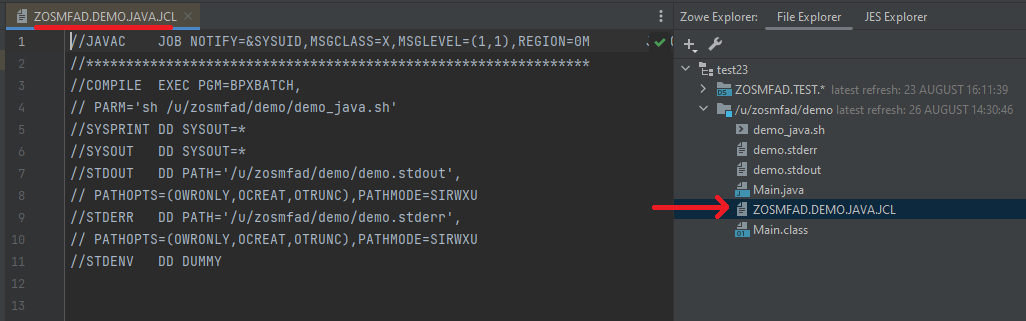 ZOSMFAD.DEMO.JAVA.JCL
Zowe Explorer: File Explorer JES Explorer
1 //JAVAC    JOB NOTIFY=&SYSUID,MSGCLASS=X,MSGLEVEL=(1,1),REGION=0M
2 //****************************************************************
3 //COMPILE  EXEC PGM=BPXBATCH,
4 // PARM='sh /u/zosmfad/demo/demo_java.sh'
5 //SYSPRINT DD SYSOUT=*
6 //SYSOUT   DD SYSOUT=*
7 //STDOUT   DD PATH='/u/zosmfad/demo/demo.stdout',
8 // PATHOPTS=(OWRONLY,OCREAT,OTRUNC),PATHMODE=SIRWXU
9 //STDERR   DD PATH='/u/zosmfad/demo/demo.stderr',
10 // PATHOPTS=(OWRONLY,OCREAT,OTRUNC),PATHMODE=SIRWXU
11 //STDENV   DD DUMMY
12
13
test23
ZOSMFAD.TEST.* latest refresh: 23 AUGUST 16:11:39
/u/zosmfad/demo latest refresh: 26 AUGUST 14:30:46
demo_java.sh
demo.stderr
demo.stdout
Main.java
ZOSMFAD.DEMO.JAVA.JCL
Main.class